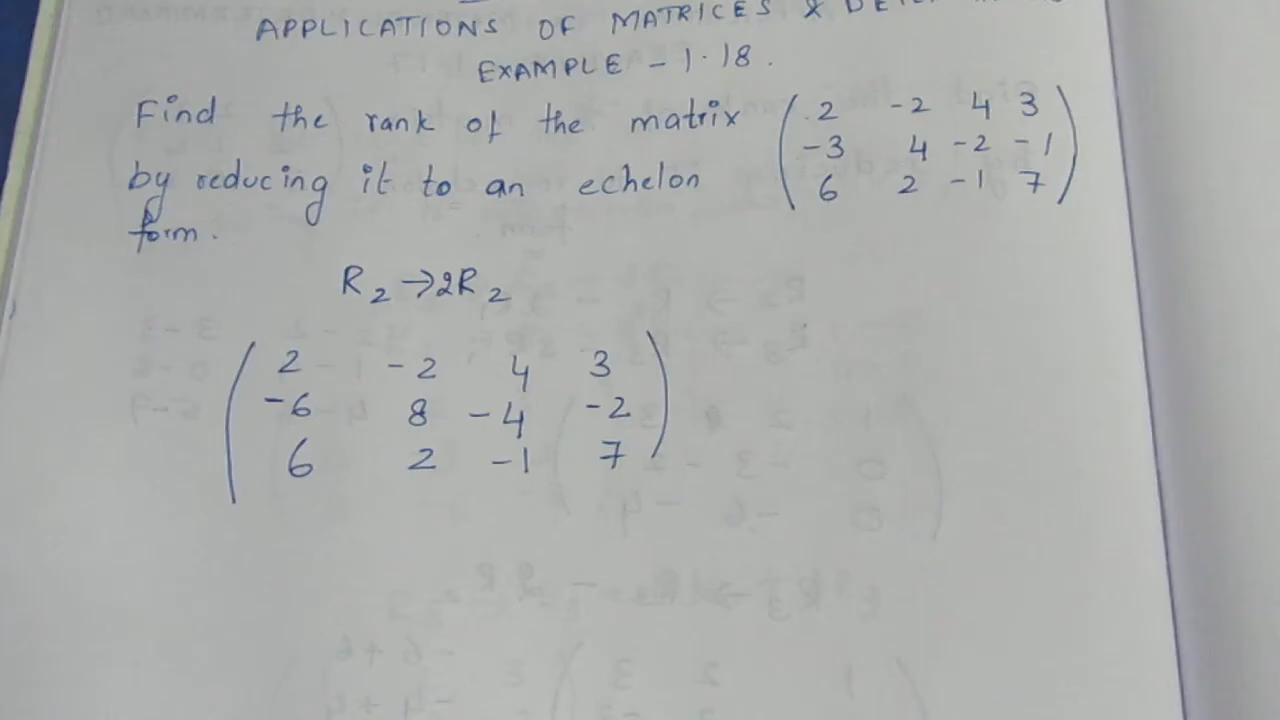 APPLICATIONS OF MATRICES &
EXAMPLE - 1.18.
Find the rank of the matrix ( 2 -2 4 3 )
( -3 4 -2 -1 )
by reducing it to an echelon ( 6 2 -1 7 )
form.
R2 → 2R2
( 2 -2 4 3 )
( -6 8 -4 -2 )
( 6 2 -1 7 )